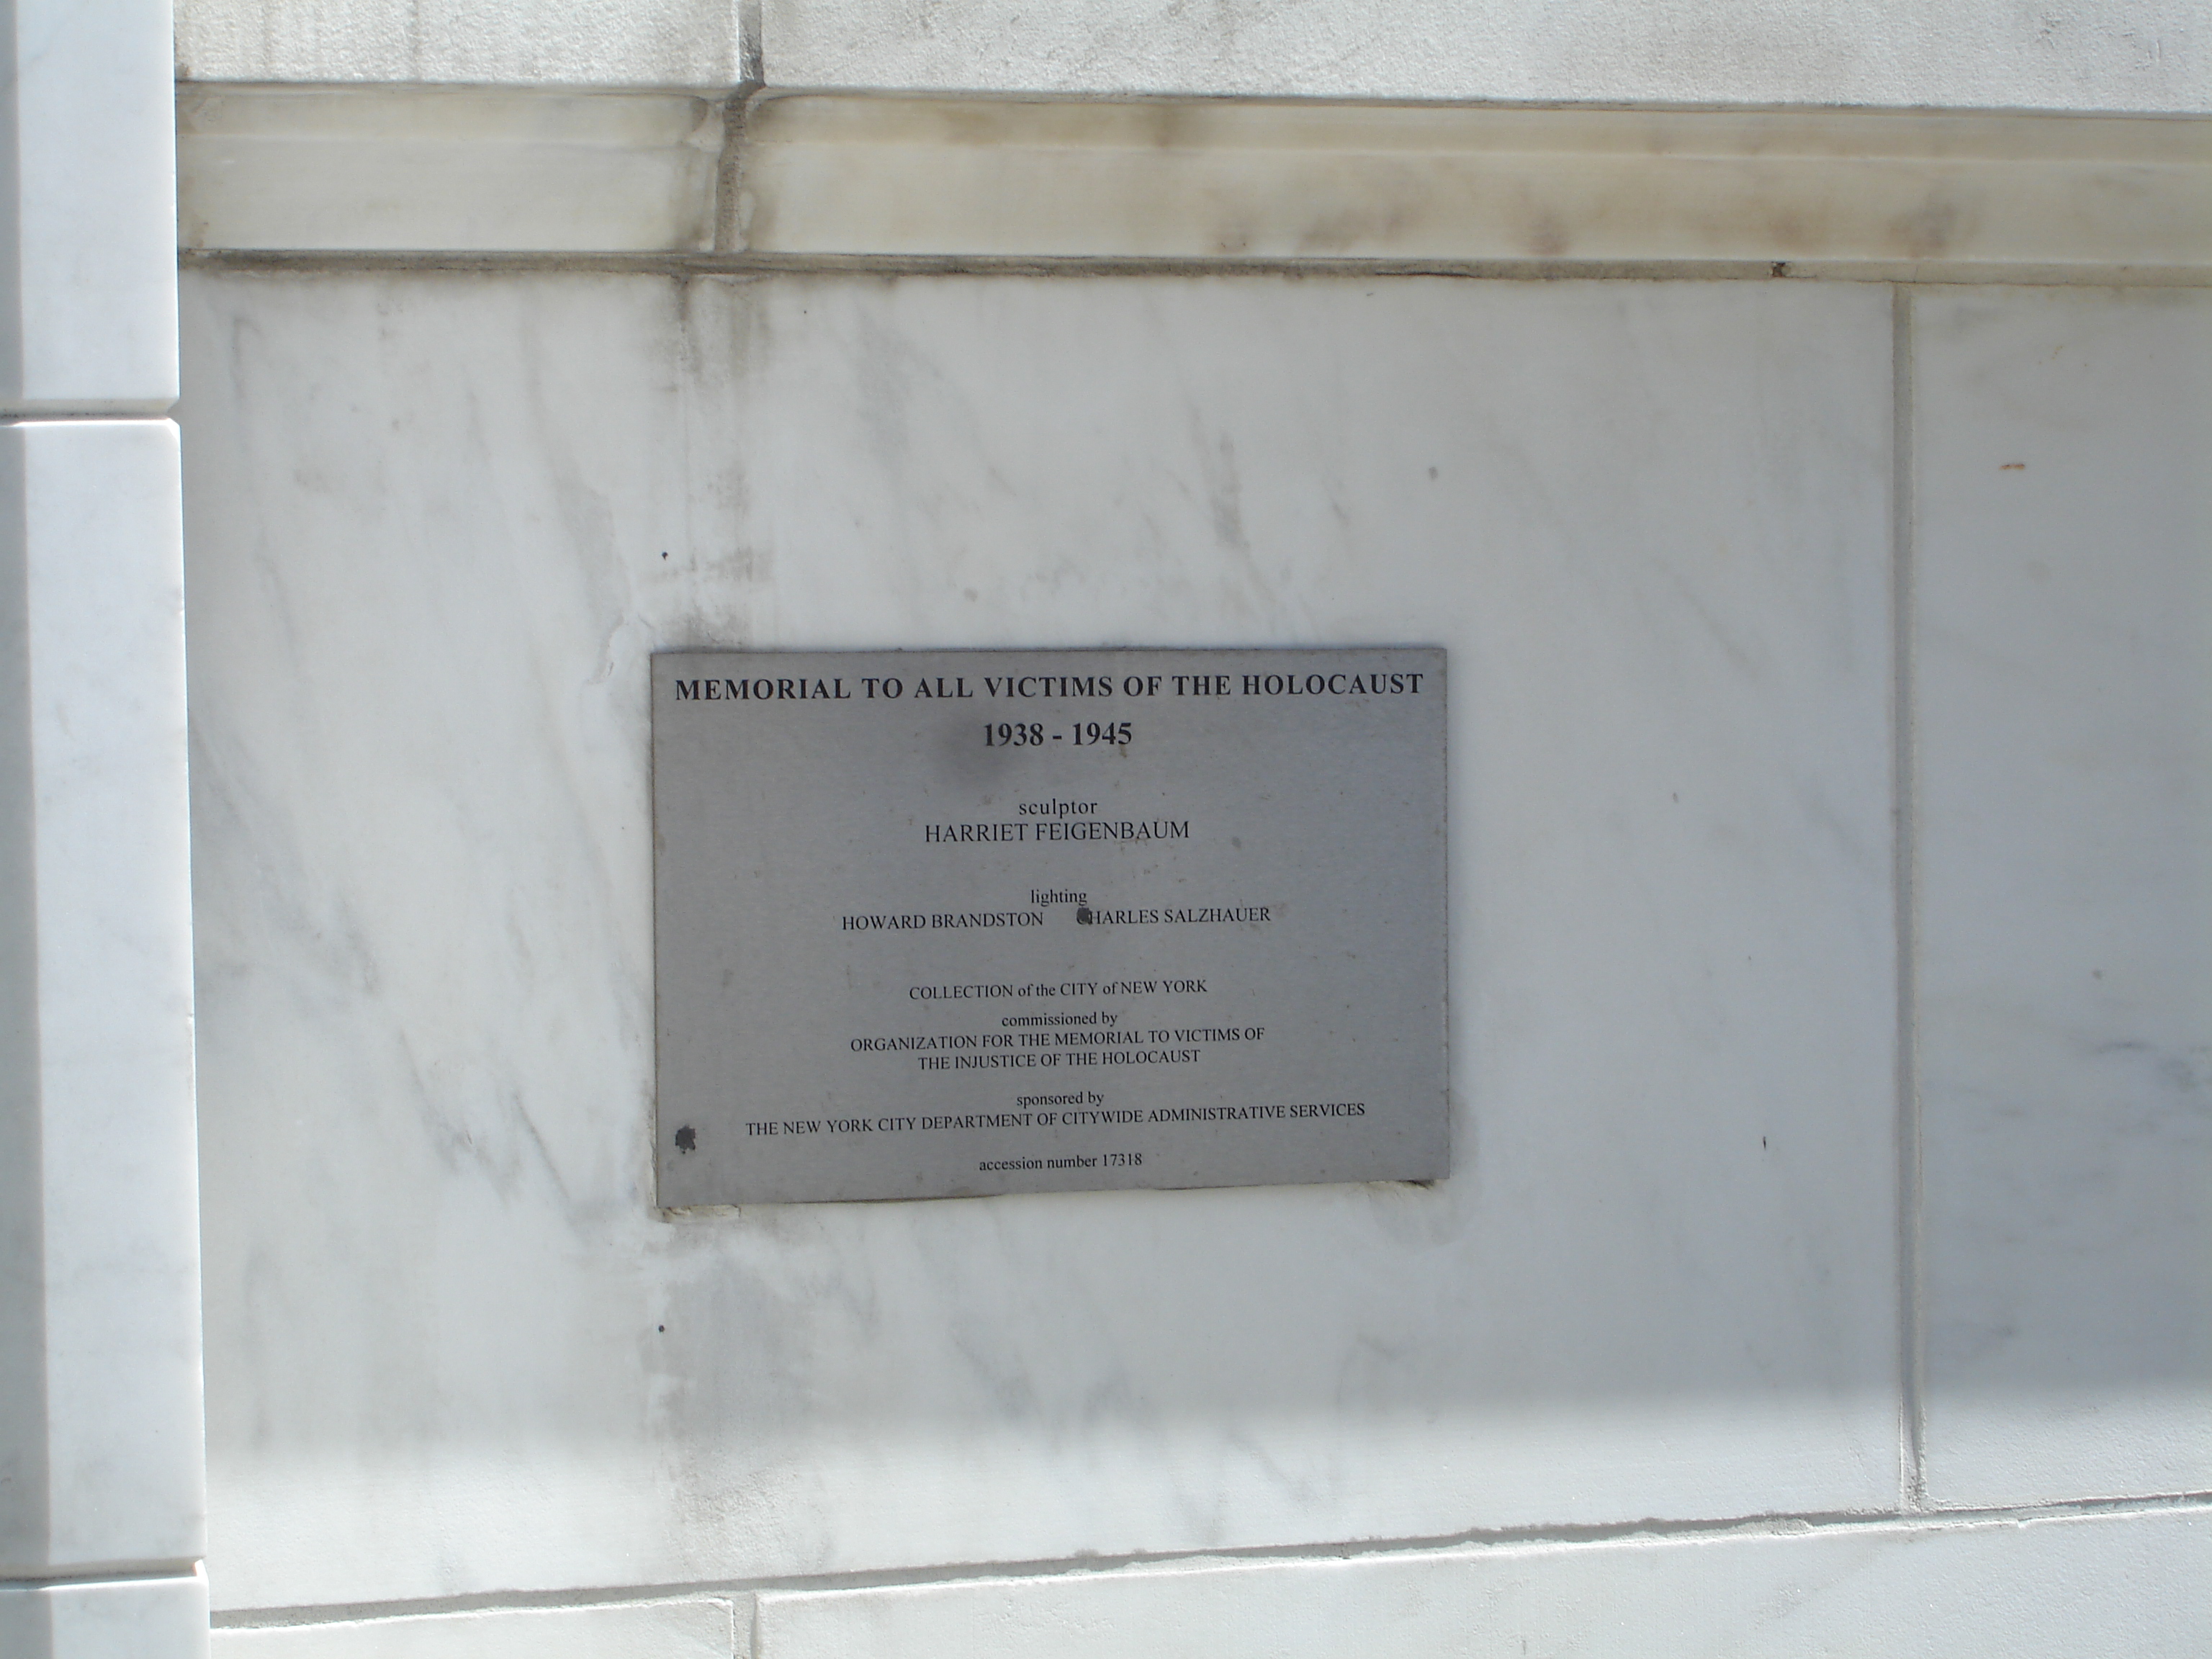 MEMORIAL TO ALL VICTIMS OF THE HOLOCAUST
1938 - 1945
sculptor
HARRIET FEIGENBAUM
lighting
HOWARD BRANDSTON CHARLES SALZHAUER
COLLECTION of the CITY of NEW YORK
commissioned by
ORGANIZATION FOR THE MEMORIAL TO VICTIMS OF
THE INJUSTICE OF THE HOLOCAUST
sponsored by
THE NEW YORK CITY DEPARTMENT OF CITYWIDE ADMINISTRATIVE SERVICES
accession number 17318